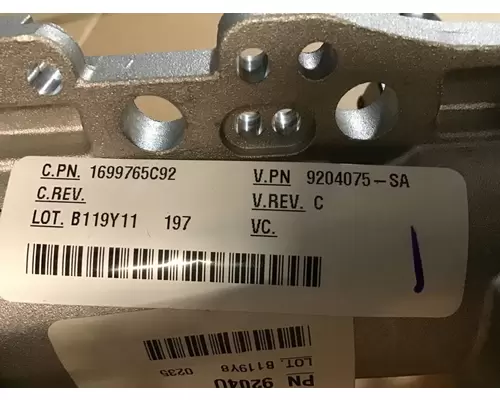 C.PN. 1699765C92 V.PN 9204075-SA
C.REV. V.REV. C
LOT. B119Y11 197 VC.
0235
LOT. B119Y8
PN 92040